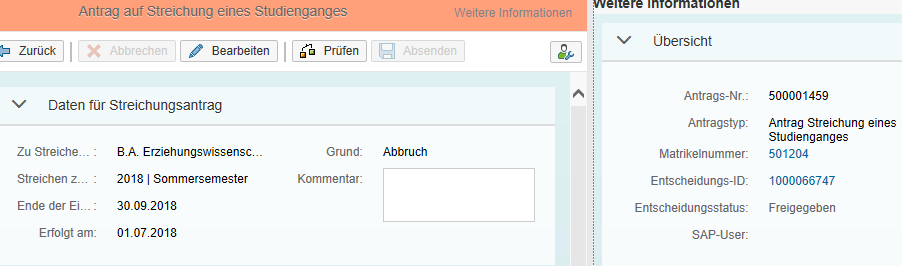 Antrag auf Streichung eines Studienganges
Weitere Informationen
Zurück Abbrechen Bearbeiten Prüfen Absenden
Daten für Streichungsantrag
Zu Streiche... : B.A. Erziehungswissensc... Grund: Abbruch
Streichen z... : 2018 | Sommersemester Kommentar:
Ende der Ei... : 30.09.2018
Erfolgt am: 01.07.2018
Weitere Informationen
Übersicht
Antrags-Nr.: 500001459
Antragstyp: Antrag Streichung eines
Studienganges
Matrikelnummer: 501204
Entscheidungs-ID: 1000066747
Entscheidungsstatus: Freigegeben
SAP-User: